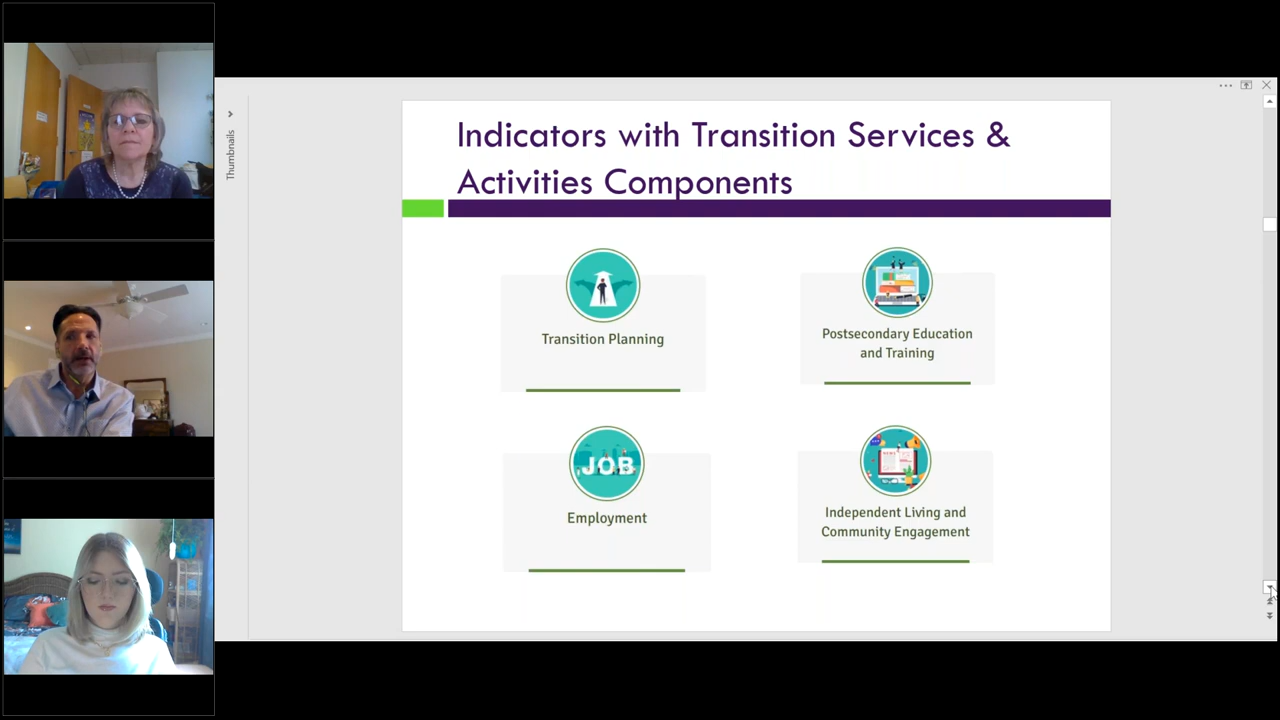 Thumbnails
Indicators with Transition Services &
Activities Components
Transition Planning
Postsecondary Education
and Training
JOB
Employment
Independent Living and
Community Engagement